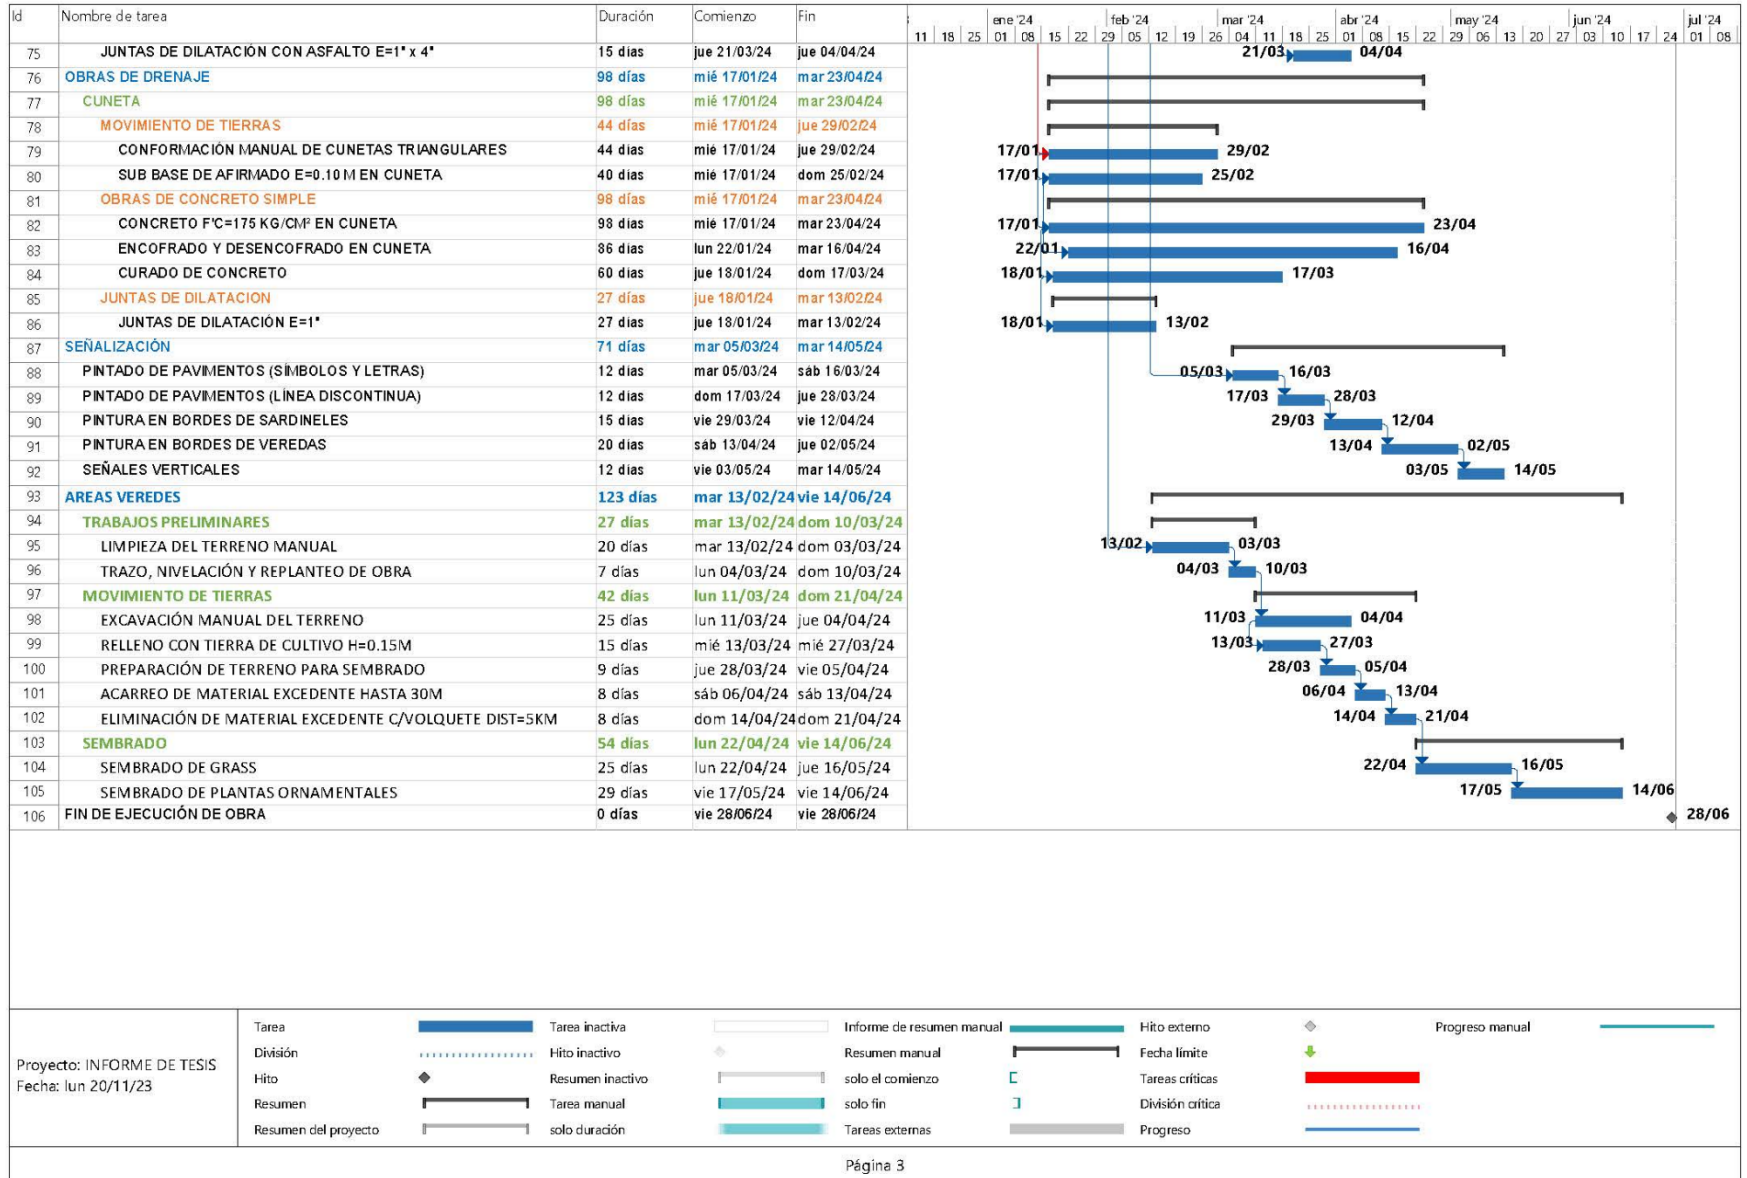 Id Nombre de tarea Duración Comienzo Fin ene '24 feb '24 mar '24 abr '24 may '24 jun '24 jul '24
11 18 25 01 08 15 22 29 05 12 19 26 04 11 18 25 01 08 15 22 29 06 13 20 27 03 10 17 24 01 08
75 JUNTAS DE DILATACIÓN CON ASFALTO E=1" x 4" 15 dias jue 21/03/24 jue 04/04/24 21/03 04/04
76 OBRAS DE DRENAJE 98 días mié 17/01/24 mar 23/04/24
77 CUNETA 98 días mié 17/01/24 mar 23/04/24
78 MOVIMIENTO DE TIERRAS 44 días mié 17/01/24 jue 29/02/24
79 CONFORMACIÓN MANUAL DE CUNETAS TRIANGULARES 44 dias mié 17/01/24 jue 29/02/24 17/01 29/02
80 SUB BASE DE AFIRMADO E=0.10 M EN CUNETA 40 dias mié 17/01/24 dom 25/02/24 17/01 25/02
81 OBRAS DE CONCRETO SIMPLE 98 dias mié 17/01/24 mar 23/04/24
82 CONCRETO F'C=175 KG/CM² EN CUNETA 98 dias mié 17/01/24 mar 23/04/24 17/01 23/04
83 ENCOFRADO Y DESENCOFRADO EN CUNETA 86 dias lun 22/01/24 mar 16/04/24 22/01 16/04
84 CURADO DE CONCRETO 60 dias jue 18/01/24 dom 17/03/24 18/01 17/03
85 JUNTAS DE DILATACION 27 dias jue 18/01/24 mar 13/02/24
86 JUNTAS DE DILATACIÓN E=1" 27 dias jue 18/01/24 mar 13/02/24 18/01 13/02
87 SEÑALIZACIÓN 71 días mar 05/03/24 mar 14/05/24
88 PINTADO DE PAVIMENTOS (SÍMBOLOS Y LETRAS) 12 dias mar 05/03/24 sáb 16/03/24 05/03 16/03
89 PINTADO DE PAVIMENTOS (LÍNEA DISCONTINUA) 12 dias dom 17/03/24 jue 28/03/24 17/03 28/03
90 PINTURA EN BORDES DE SARDINELES 15 dias vie 29/03/24 vie 12/04/24 29/03 12/04
91 PINTURA EN BORDES DE VEREDAS 20 dias sáb 13/04/24 jue 02/05/24 13/04 02/05
92 SEÑALES VERTICALES 12 dias vie 03/05/24 mar 14/05/24 03/05 14/05
93 AREAS VEREDES 123 días mar 13/02/24 vie 14/06/24
94 TRABAJOS PRELIMINARES 27 días mar 13/02/24 dom 10/03/24
95 LIMPIEZA DEL TERRENO MANUAL 20 días mar 13/02/24 dom 03/03/24 13/02 03/03
96 TRAZO, NIVELACIÓN Y REPLANTEO DE OBRA 7 días lun 04/03/24 dom 10/03/24 04/03 10/03
97 MOVIMIENTO DE TIERRAS 42 días lun 11/03/24 dom 21/04/24
98 EXCAVACIÓN MANUAL DEL TERRENO 25 días lun 11/03/24 jue 04/04/24 11/03 04/04
99 RELLENO CON TIERRA DE CULTIVO H=0.15M 15 días mié 13/03/24 mié 27/03/24 13/03 27/03
100 PREPARACIÓN DE TERRENO PARA SEMBRADO 9 días jue 28/03/24 vie 05/04/24 28/03 05/04
101 ACARREO DE MATERIAL EXCEDENTE HASTA 30M 8 días sáb 06/04/24 sáb 13/04/24 06/04 13/04
102 ELIMINACIÓN DE MATERIAL EXCEDENTE C/VOLQUETE DIST=5KM 8 días dom 14/04/24 dom 21/04/24 14/04 21/04
103 SEMBRADO 54 días lun 22/04/24 vie 14/06/24
104 SEMBRADO DE GRASS 25 días lun 22/04/24 jue 16/05/24 22/04 16/05
105 SEMBRADO DE PLANTAS ORNAMENTALES 29 días vie 17/05/24 vie 14/06/24 17/05 14/06
106 FIN DE EJECUCIÓN DE OBRA 0 días vie 28/06/24 vie 28/06/24 28/06
Proyecto: INFORME DE TESIS
Fecha: lun 20/11/23
Tarea Tarea inactiva Informe de resumen manual Hito externo Progreso manual
División Hito inactivo Resumen manual Fecha límite
Hito Resumen inactivo solo el comienzo Tareas críticas
Resumen Tarea manual solo fin División crítica
Resumen del proyecto solo duración Tareas externas Progreso
Página 3